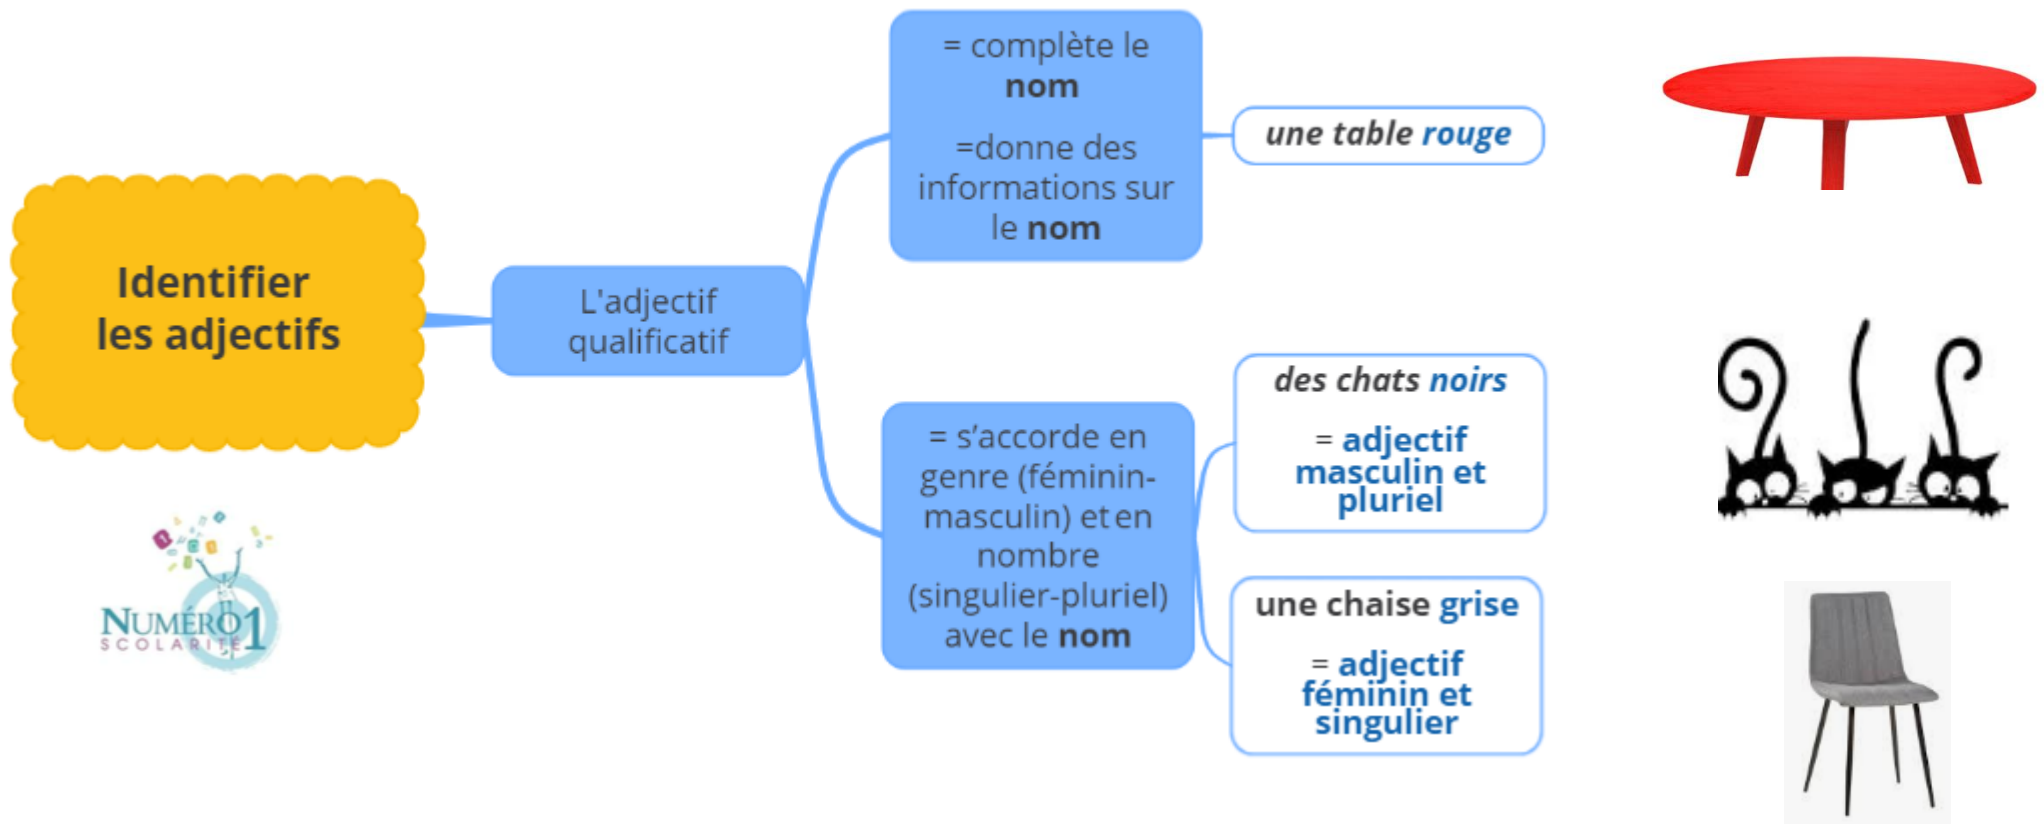 Identifier
les adjectifs
L'adjectif
qualificatif
= complète le
nom
=donne des
informations sur
le nom
une table rouge
= s’accorde en
genre (féminin-
masculin) et en
nombre
(singulier-pluriel)
avec le nom
des chats noirs
= adjectif
masculin et
pluriel
une chaise grise
= adjectif
féminin et
singulier
NUMÉRO1
SCOLARITÉ